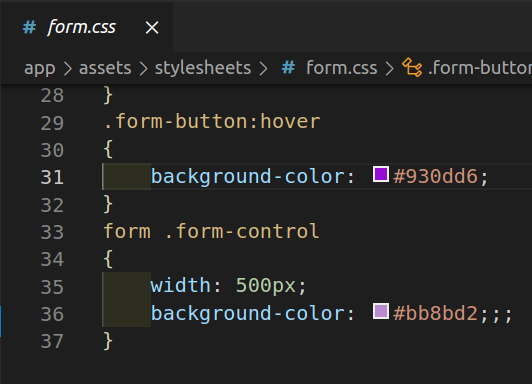 # form.css ×
app > assets > stylesheets > # form.css > .form-button
28 }
29 .form-button:hover
30 {
31 background-color: #930dd6;
32 }
33 form .form-control
34 {
35 width: 500px;
36 background-color: #bb8bd2;;;
37 }